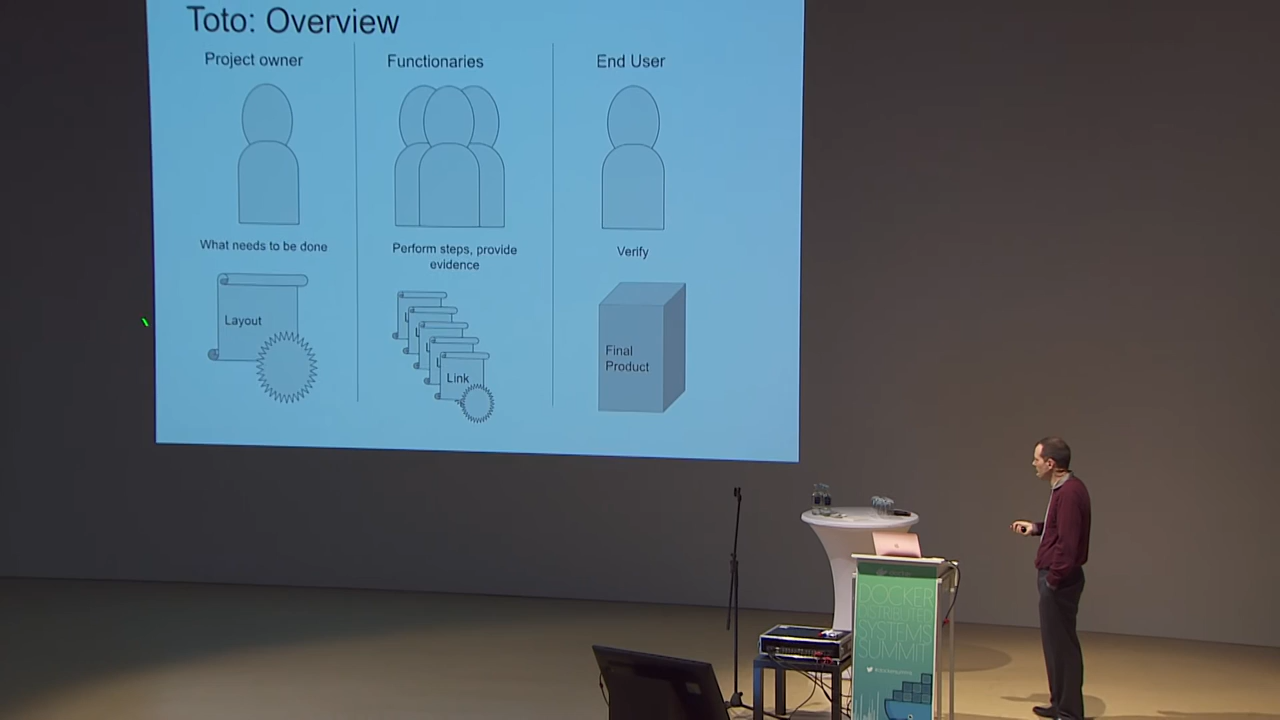 Toto: Overview
Project owner
Functionaries
End User
What needs to be done
Perform steps, provide
evidence
Verify
Layout
Link
Final
Product
DOCKER
DISTRIBUTED
SYSTEMS
SUMMIT